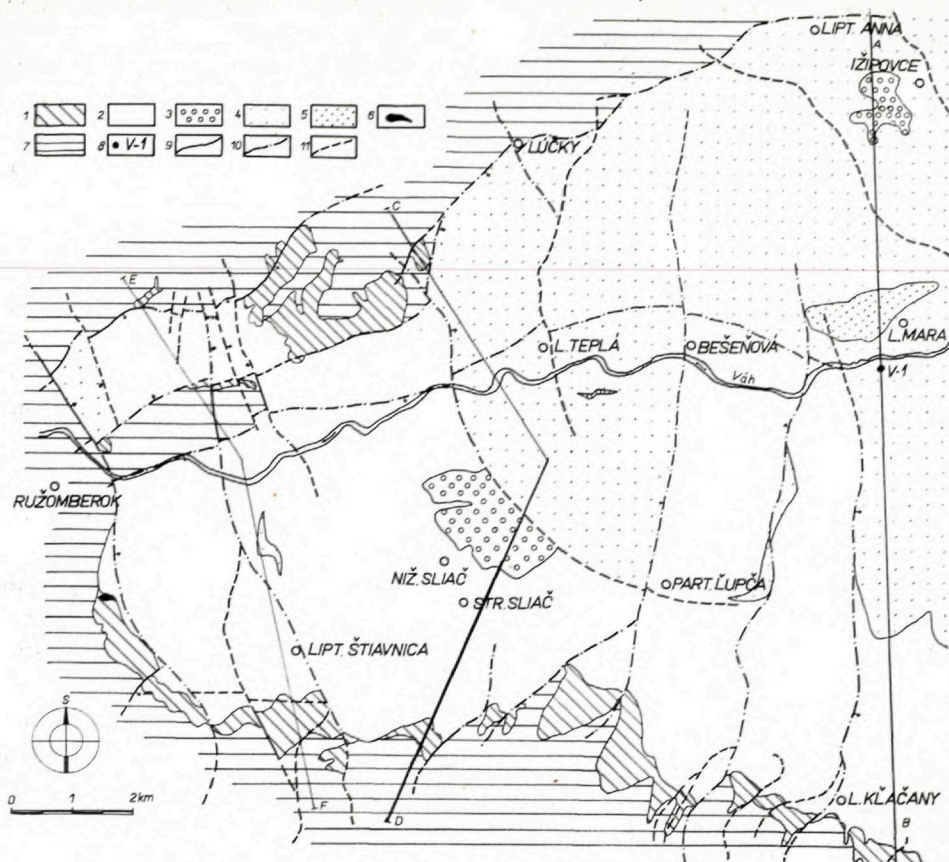 LIPT. ANNA
A
IŽIPOVCE
1 2 3 4 5 6
7 8 V-1 9 10 11
LÚČKY
C
E
L. MARA
L. TEPLÁ
BEŠEŇOVÁ
V-1
Váh
RUŽOMBEROK
NIŽ. SLIAČ
PART. ĽUPČA
STR. SLIAČ
LIPT. ŠTIAVNICA
S
0 1 2km
F
D
L. KĽAČANY
B